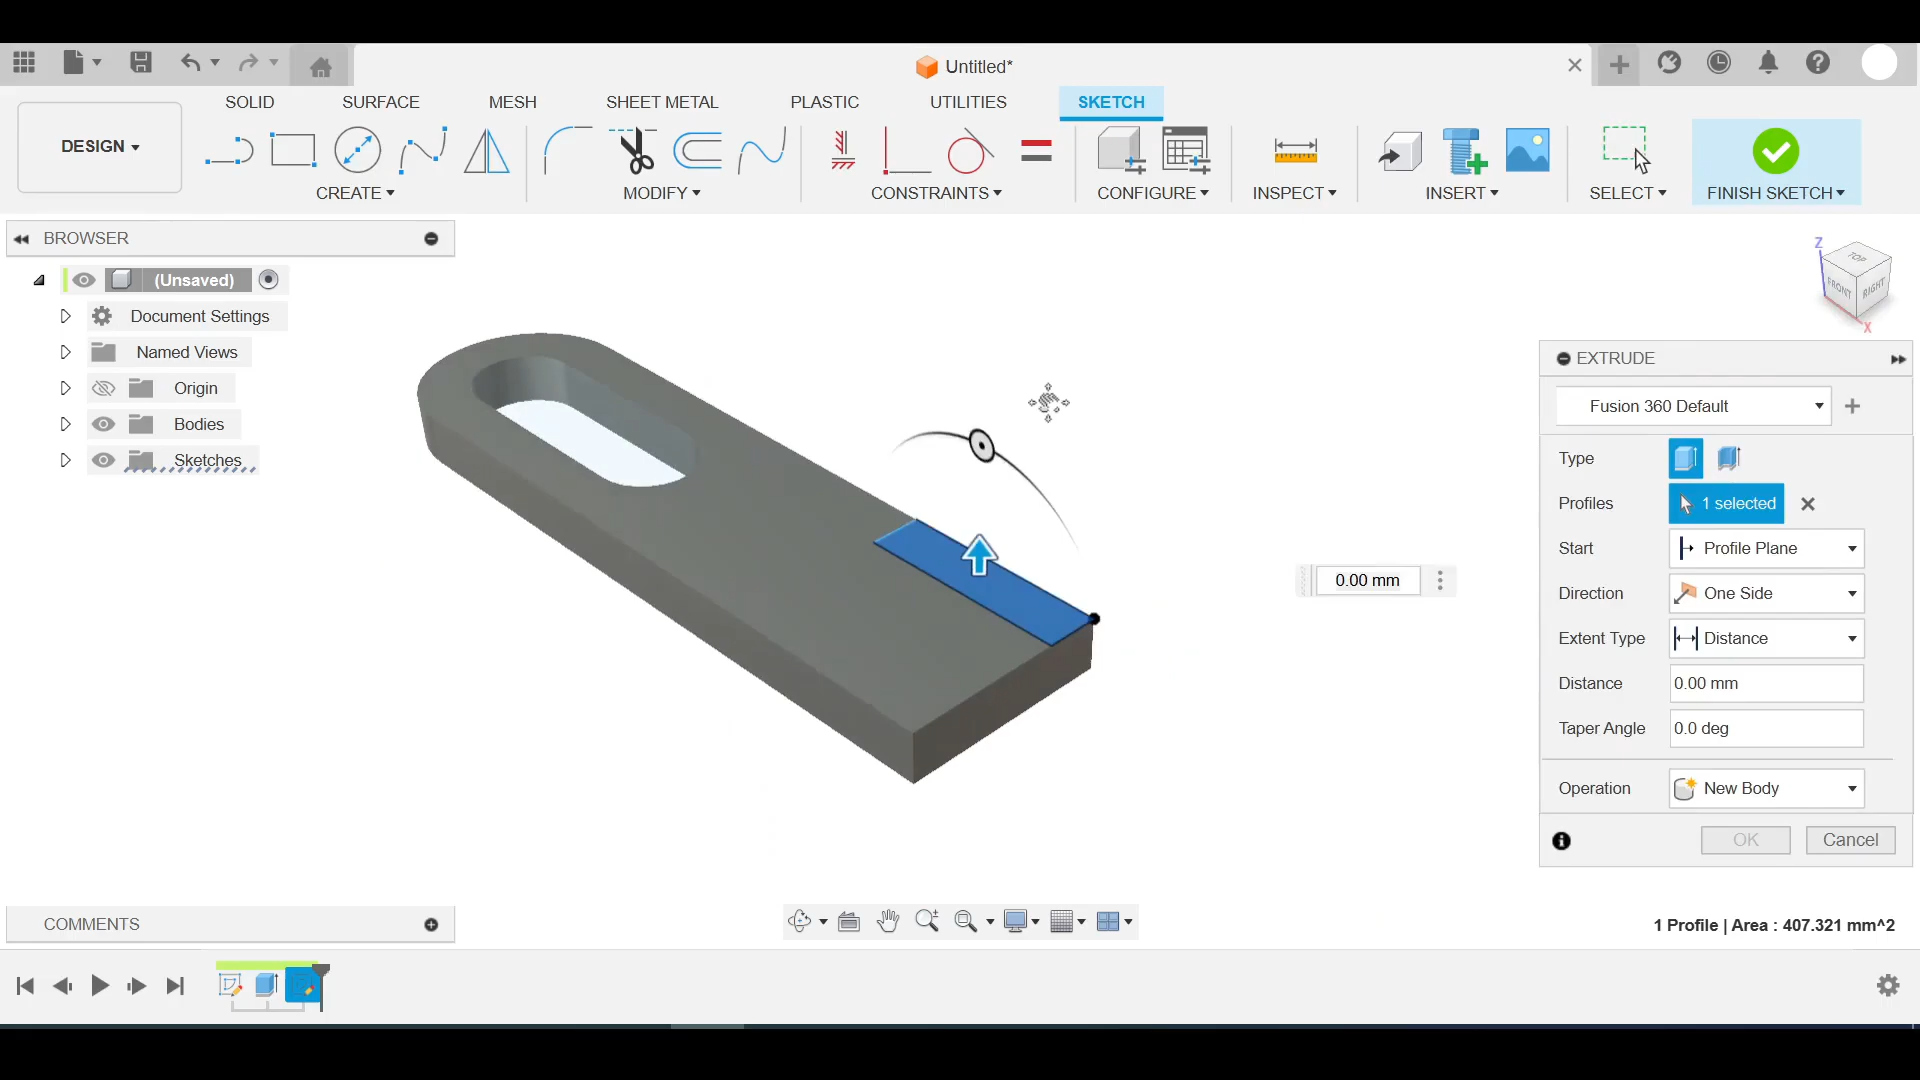 Untitled*
SOLID SURFACE MESH SHEET METAL PLASTIC UTILITIES SKETCH
DESIGN
CREATE MODIFY CONSTRAINTS CONFIGURE INSPECT INSERT SELECT FINISH SKETCH
BROWSER
(Unsaved)
Document Settings
Named Views
Origin
Bodies
Sketches
Z
TOP
FRONT
RIGHT
X
EXTRUDE
Fusion 360 Default
Type
Profiles 1 selected
Start Profile Plane
Direction One Side
Extent Type Distance
Distance 0.00 mm
Taper Angle 0.0 deg
Operation New Body
OK Cancel
0.00 mm
COMMENTS
1 Profile | Area : 407.321 mm^2